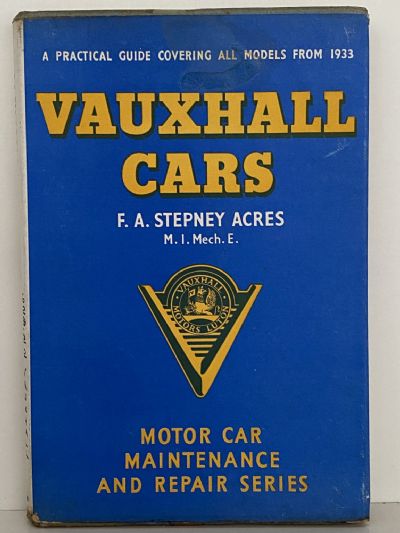 A PRACTICAL GUIDE COVERING ALL MODELS FROM 1933
VAUXHALL
CARS
F. A. STEPNEY ACRES
M. I. Mech. E.
VAUXHALL
MOTORS LUTON
MOTOR CAR
MAINTENANCE
AND REPAIR SERIES